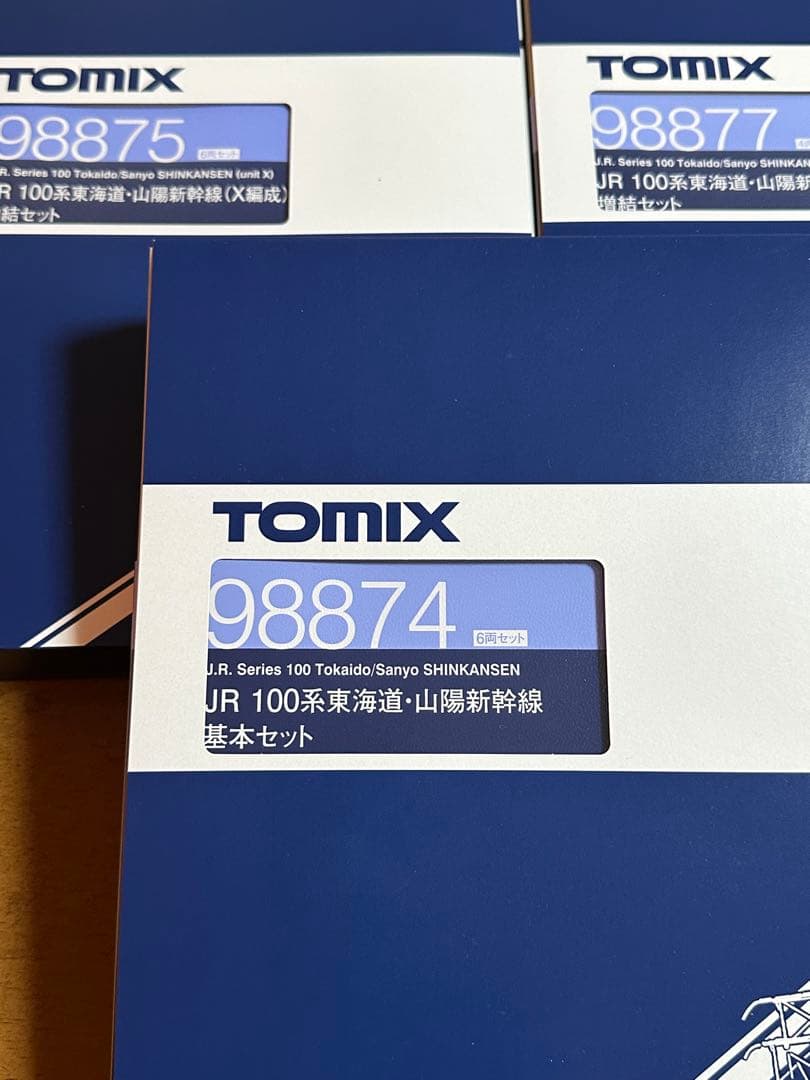 TOMIX
98875 6両セット
R. Series 100 Tokaido/Sanyo SHINKANSEN (unit X)
R 100系東海道・山陽新幹線(X編成)
結セット
TOMIX
98877
J.R. Series 100 Tokaido/Sanyo SHINKAN
JR 100系東海道・山陽新
増結セット
TOMIX
98874 6両セット
J.R. Series 100 Tokaido/Sanyo SHINKANSEN
JR 100系東海道・山陽新幹線
基本セット